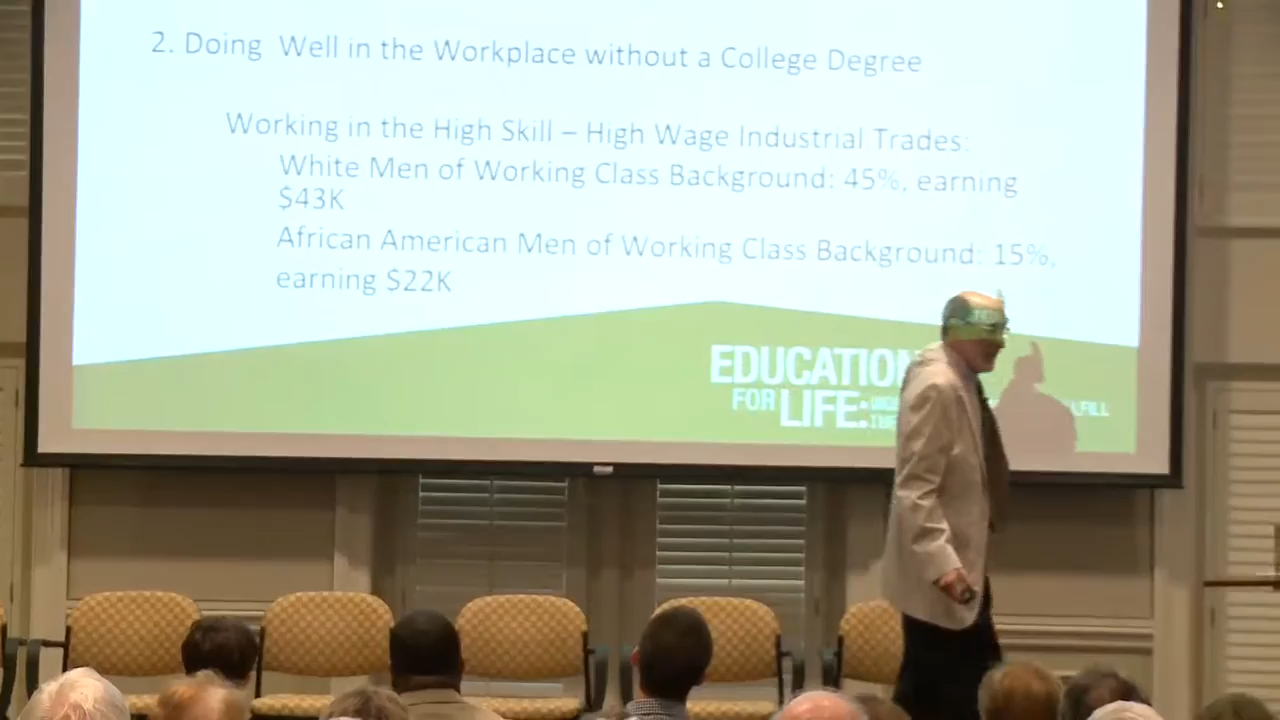 2. Doing Well in the Workplace without a College Degree
Working in the High Skill – High Wage Industrial Trades:
White Men of Working Class Background: 45%, earning
$43K
African American Men of Working Class Background: 15%,
earning $22K
EDUCATION
FOR LIFE: